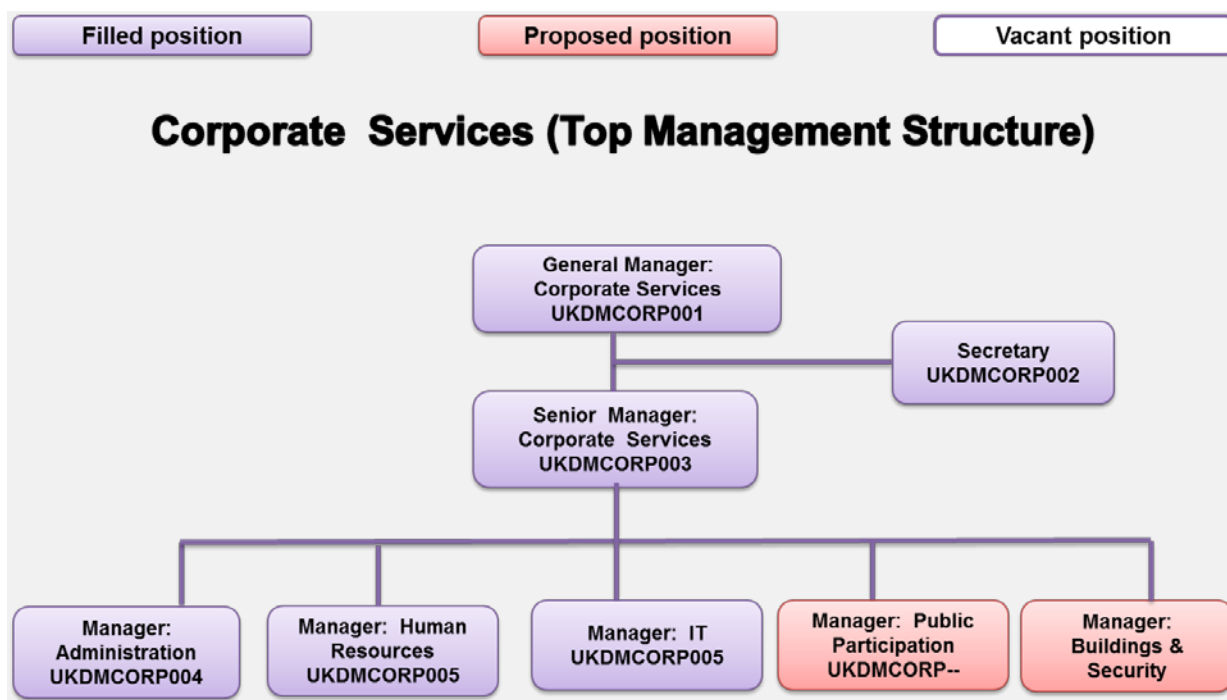 Filled position
Proposed position
Vacant position
Corporate Services (Top Management Structure)
General Manager:
Corporate Services
UKDMCORP001
Secretary
UKDMCORP002
Senior Manager:
Corporate Services
UKDMCORP003
Manager:
Administration
UKDMCORP004
Manager: Human
Resources
UKDMCORP005
Manager: IT
UKDMCORP005
Manager: Public
Participation
UKDMCORP--
Manager:
Buildings &
Security